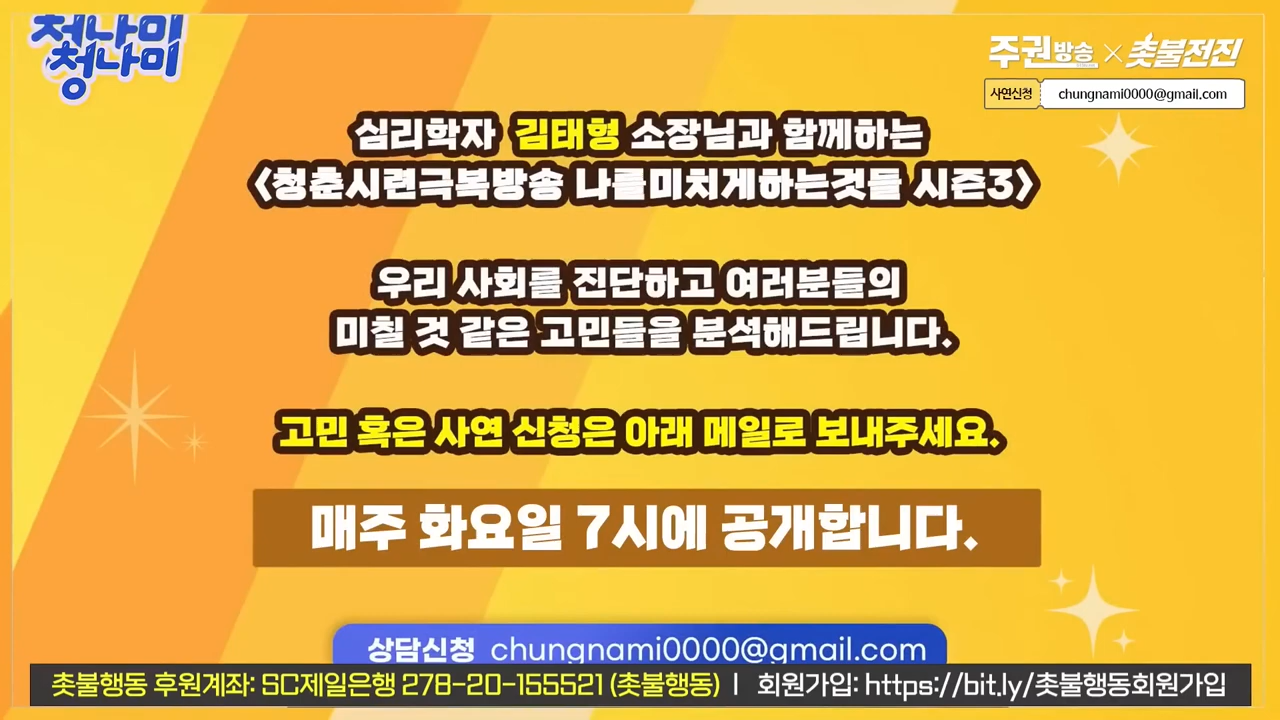 청나미
청나미
주권방송 × 촛불전진
사연신청 chungnami0000@gmail.com
심리학자 김태형 소장님과 함께하는
<청춘시련극복방송 나를미치게하는것들 시즌3>
우리 사회를 진단하고 여러분들의
미칠 것 같은 고민들을 분석해드립니다.
고민 혹은 사연 신청은 아래 메일로 보내주세요.
매주 화요일 7시에 공개합니다.
상담신청 chungnami0000@gmail.com
촛불행동 후원계좌: SC제일은행 278-20-155521 (촛불행동) | 회원가입: https://bit.ly/촛불행동회원가입